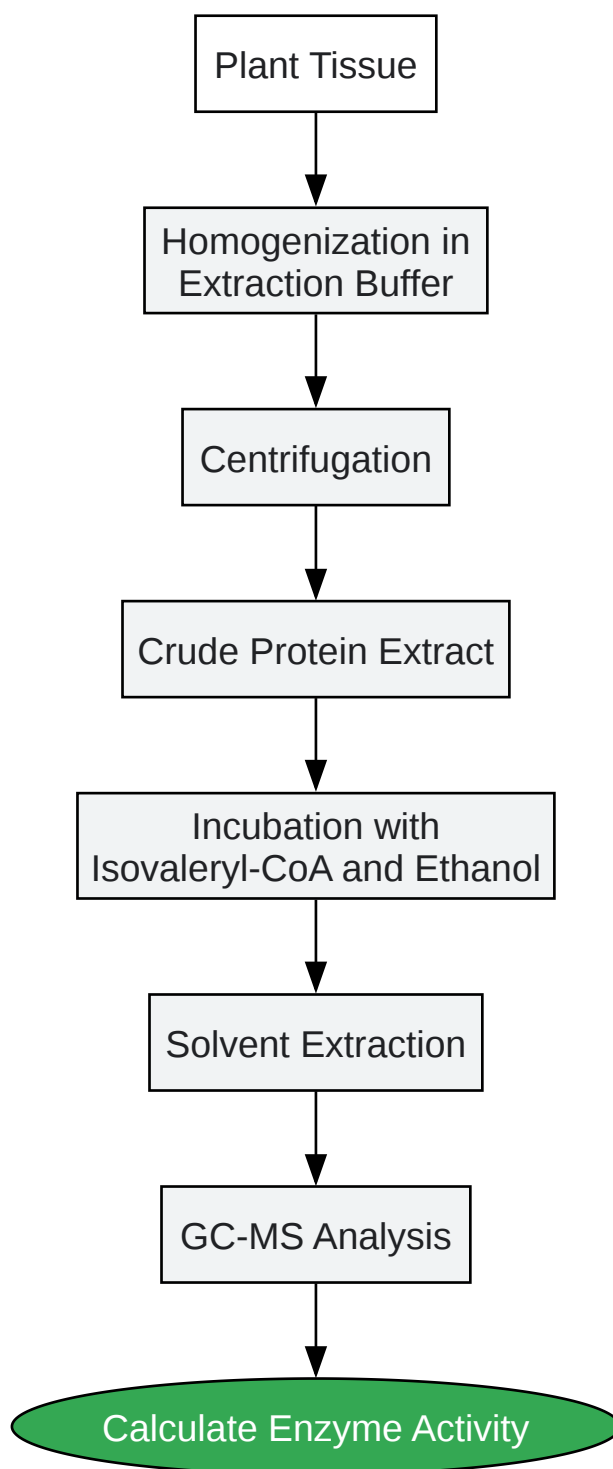 Plant Tissue
Homogenization in
Extraction Buffer
Centrifugation
Crude Protein Extract
Incubation with
Isovaleryl-CoA and Ethanol
Solvent Extraction
GC-MS Analysis
Calculate Enzyme Activity